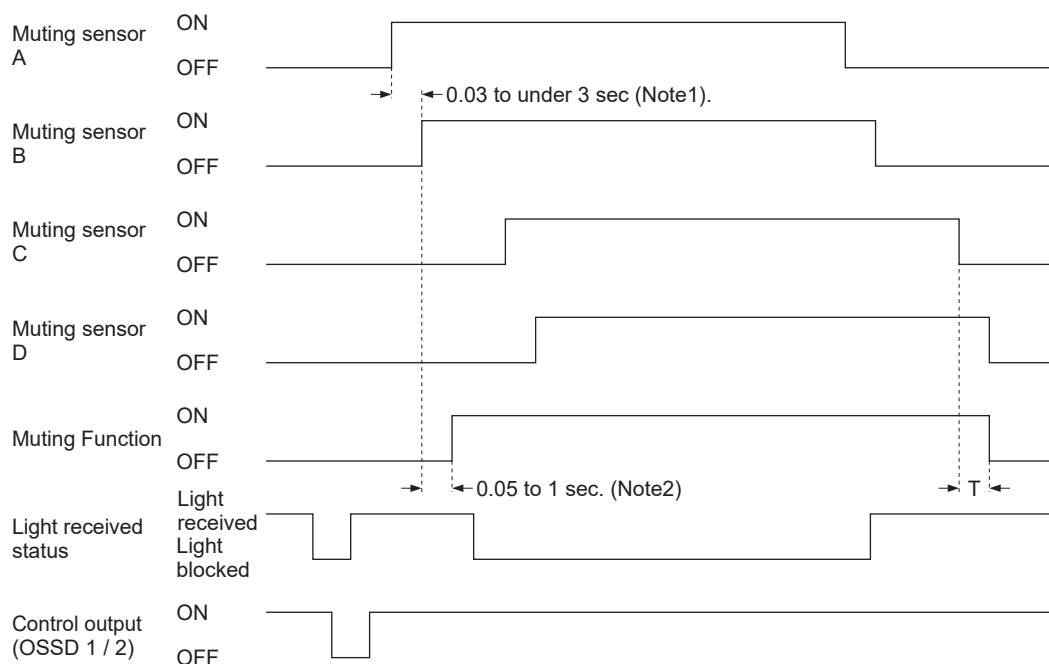 Muting sensor
A
ON
OFF
0.03 to under 3 sec (Note1).
Muting sensor
B
ON
OFF
Muting sensor
C
ON
OFF
Muting sensor
D
ON
OFF
Muting Function
ON
OFF
0.05 to 1 sec. (Note2)
T
Light received
status
Light
received
Light
blocked
Control output
(OSSD 1 / 2)
ON
OFF